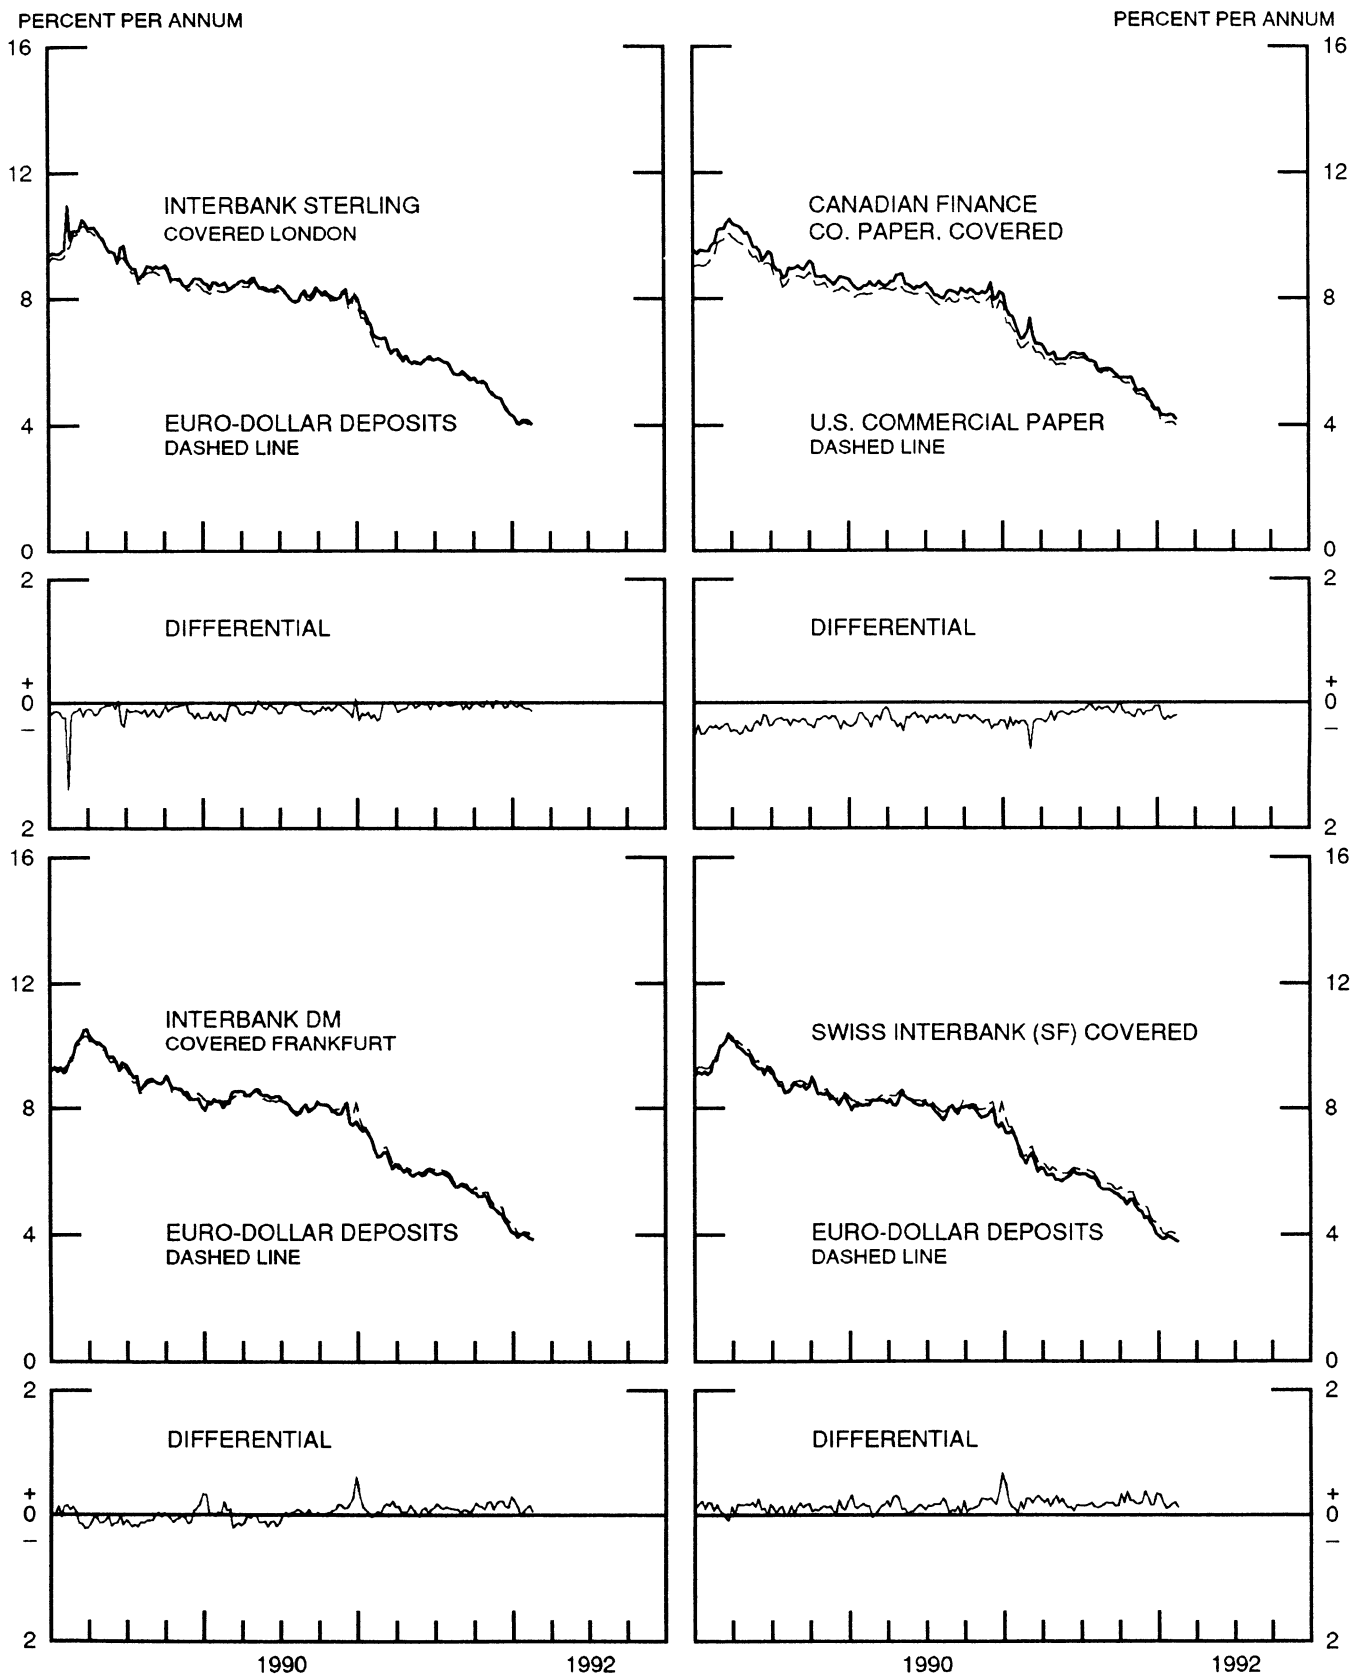 PERCENT PER ANNUM
PERCENT PER ANNUM
16
12
INTERBANK STERLING
COVERED LONDON
8
EURO-DOLLAR DEPOSITS
4
DASHED LINE
0
16
CANADIAN FINANCE
12
CO. PAPER. COVERED
8
U.S. COMMERCIAL PAPER
4
DASHED LINE
0
2
DIFFERENTIAL
+
0
–
2
2
DIFFERENTIAL
+
0
–
2
16
12
INTERBANK DM
COVERED FRANKFURT
8
EURO-DOLLAR DEPOSITS
4
DASHED LINE
0
16
12
SWISS INTERBANK (SF) COVERED
8
EURO-DOLLAR DEPOSITS
4
DASHED LINE
0
2
DIFFERENTIAL
+
0
–
2
1990
1992
2
DIFFERENTIAL
+
0
–
2
1990
1992